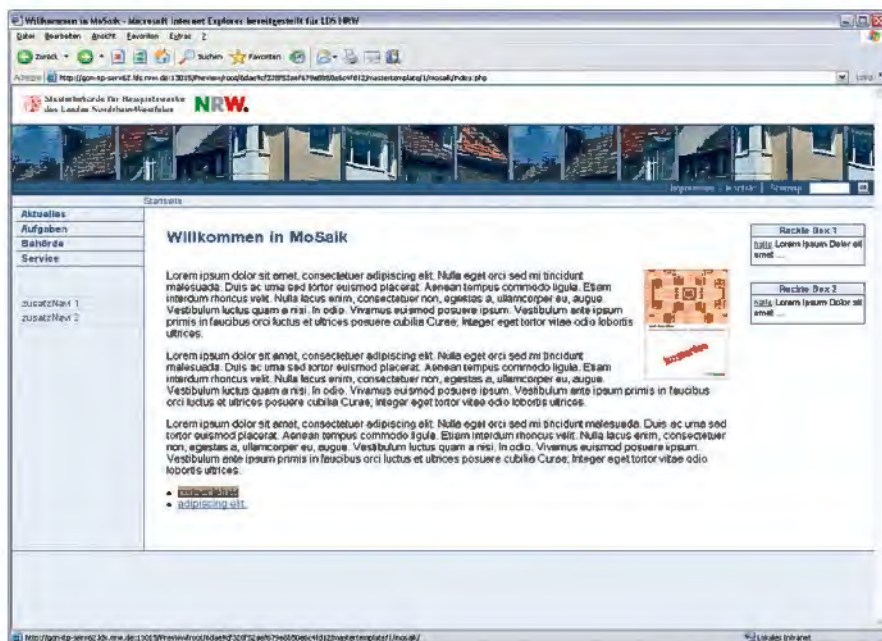 Willkommen in MoSaik - Microsoft Internet Explorer bereitgestellt für LDS NRW
Datei Bearbeiten Ansicht Favoriten Extras ?
Zurück Suchen Favoriten
Adresse
Musterbehörde für Beispielzwecke
des Landes Nordrhein-Westfalen NRW.
Impressum | Kontakt | Sitemap
Startseite
Aktuelles
Aufgaben
Behörde
Service
zusatzNavi 1
zusatzNavi 2
Willkommen in MoSaik
Lorem ipsum dolor sit amet, consectetuer adipiscing elit. Nulla eget orci sed mi tincidunt
malesuada. Duis ac urna sed tortor euismod placerat. Aenean tempus commodo ligula. Etiam
interdum rhoncus velit. Nulla lacus enim, consectetuer non, egestas a, ullamcorper eu, augue.
Vestibulum luctus quam a nisi. In odio. Vivamus euismod posuere ipsum. Vestibulum ante ipsum
primis in faucibus orci luctus et ultrices posuere cubilia Curae; Integer eget tortor vitae odio lobortis
ultrices.
Lorem ipsum dolor sit amet, consectetuer adipiscing elit. Nulla eget orci sed mi tincidunt
malesuada. Duis ac urna sed tortor euismod placerat. Aenean tempus commodo ligula. Etiam
interdum rhoncus velit. Nulla lacus enim, consectetuer non, egestas a, ullamcorper eu, augue.
Vestibulum luctus quam a nisi. In odio. Vivamus euismod posuere ipsum. Vestibulum ante ipsum primis in faucibus
orci luctus et ultrices posuere cubilia Curae; Integer eget tortor vitae odio lobortis ultrices.
Lorem ipsum dolor sit amet, consectetuer adipiscing elit. Nulla eget orci sed mi tincidunt malesuada. Duis ac urna sed
tortor euismod placerat. Aenean tempus commodo ligula. Etiam interdum rhoncus velit. Nulla lacus enim, consectetuer
non, egestas a, ullamcorper eu, augue. Vestibulum luctus quam a nisi. In odio. Vivamus euismod posuere ipsum.
Vestibulum ante ipsum primis in faucibus orci luctus et ultrices posuere cubilia Curae; Integer eget tortor vitae odio
lobortis ultrices.
adipiscing elit.
kostenlos
Rechte Box 1
hallo Lorem Ipsum Dolor sit
amet ...
Rechte Box 2
hallo Lorem Ipsum Dolor sit
amet ...
Lokales Intranet